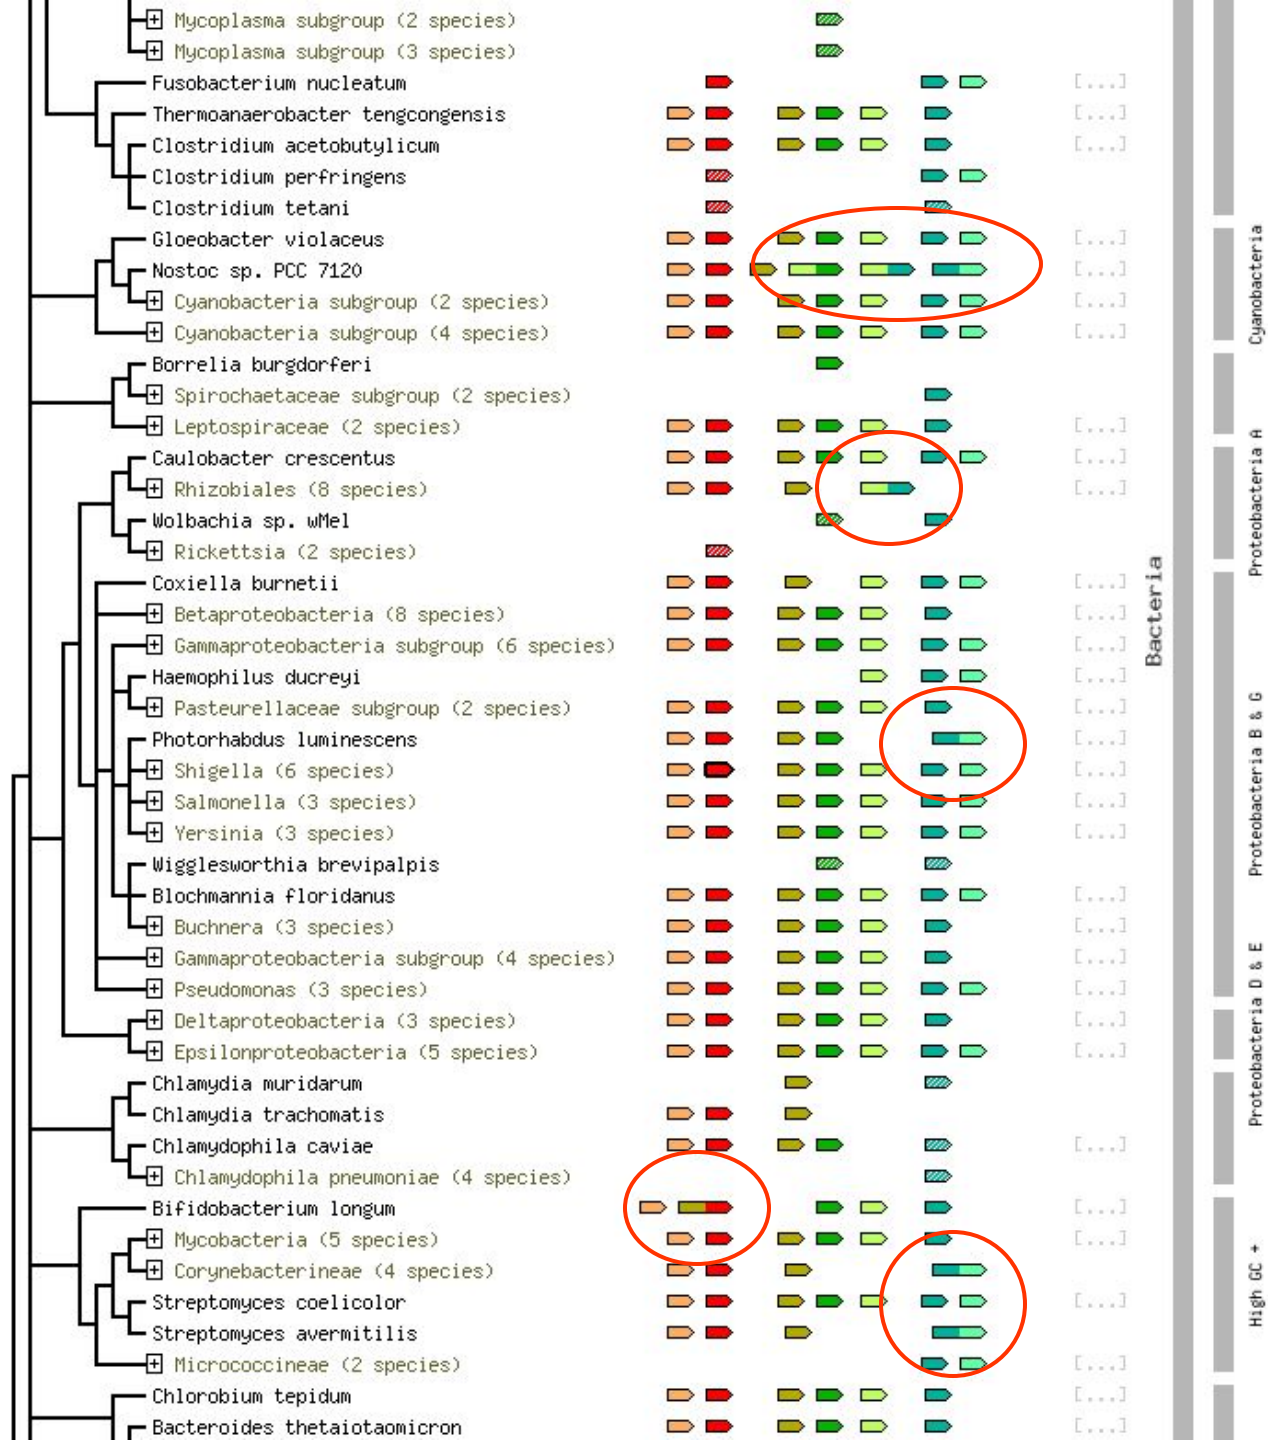 Mycoplasma subgroup (2 species)
Mycoplasma subgroup (3 species)
Fusobacterium nucleatum [...]
Thermoanaerobacter tengcongensis [...]
Clostridium acetobutylicum [...]
Clostridium perfringens [...]
Clostridium tetani [...]
Gloeobacter violaceus [...]
Nostoc sp. PCC 7120 [...]
Cyanobacteria subgroup (2 species) [...]
Cyanobacteria subgroup (4 species) [...]
Borrelia burgdorferi
Spirochaetaceae subgroup (2 species)
Leptospiraceae (2 species) [...]
Caulobacter crescentus [...]
Rhizobiales (8 species) [...]
Wolbachia sp. wMel
Rickettsia (2 species)
Coxiella burnetii [...]
Betaproteobacteria (8 species) [...]
Gammaproteobacteria subgroup (6 species) [...]
Haemophilus ducreyi [...]
Pasteurellaceae subgroup (2 species) [...]
Photorhabdus luminescens [...]
Shigella (6 species) [...]
Salmonella (3 species) [...]
Yersinia (3 species) [...]
Wigglesworthia brevipalpis
Blochmannia floridanus [...]
Buchnera (3 species) [...]
Gammaproteobacteria subgroup (4 species) [...]
Pseudomonas (3 species) [...]
Deltaproteobacteria (3 species) [...]
Epsilonproteobacteria (5 species) [...]
Chlamydia muridarum
Chlamydia trachomatis
Chlamydophila caviae [...]
Chlamydophila pneumoniae (4 species)
Bifidobacterium longum [...]
Mycobacteria (5 species) [...]
Corynebacterineae (4 species)
Streptomyces coelicolor [...]
Streptomyces avermitilis
Micrococcineae (2 species) [...]
Chlorobium tepidum [...]
Bacteroides thetaiotaomicron [...]
Bacteria
Cyanobacteria
Proteobacteria A
Proteobacteria B & G
Proteobacteria D & E
High GC +